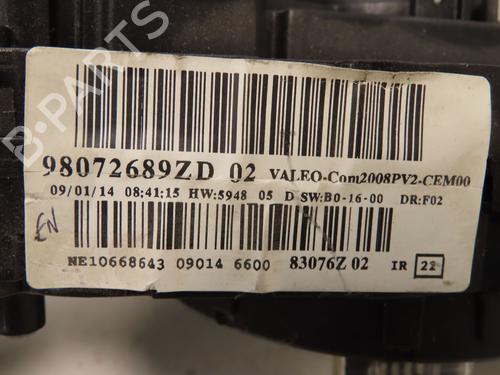 98072689ZD 02 VALEO-Com2008PV2-CEM00
09/01/14 08:41:15 HW:5948 05 D SW:B0-16-00 DR:F02
EN
NE10668643 09014 6600 83076Z 02 IR 22
B-PARTS